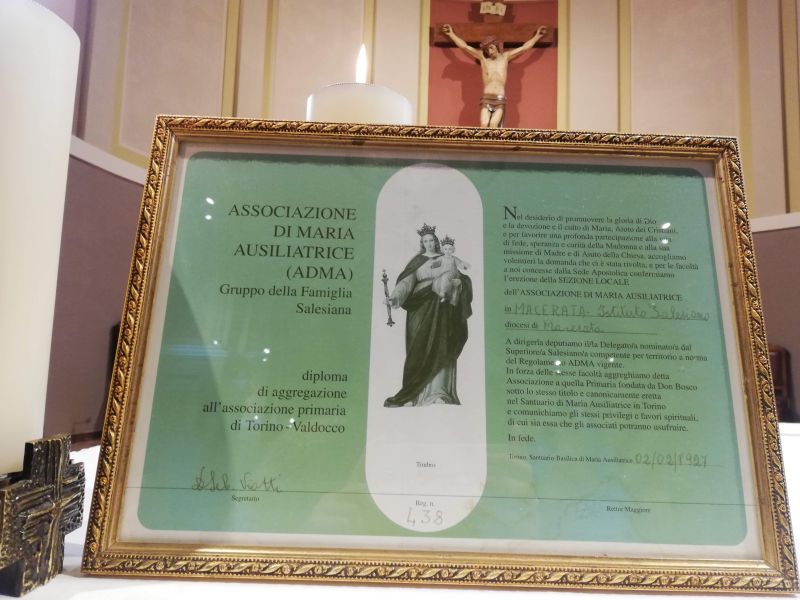 ASSOCIAZIONE
DI MARIA
AUSILIATRICE
(ADMA)
Gruppo della Famiglia
Salesiana
diploma
di aggregazione
all'associazione primaria
di Torino - Valdocco
Segretario
Timbro
Reg. n.
438
Nel desiderio di promuovere la gloria di Dio
e la devozione e il culto di Maria, Aiuto dei Cristiani,
e per favorire una profonda partecipazione alla vita
di fede, speranza e carità della Madonna e alla sua
missione di Madre e di Aiuto della Chiesa, accogliamo
volentieri la domanda che ci è stata rivolta, e per le facoltà
a noi concesse dalla Sede Apostolica confermiamo
l'erezione della SEZIONE LOCALE
dell'ASSOCIAZIONE DI MARIA AUSILIATRICE
in MACERATA - Istituto Salesiano
diocesi di Macerata
A dirigerla deputiamo il/la Delegato/a nominato/a dal
Superiore/a Salesiano/a competente per territorio a norma
del Regolamento ADMA vigente.
In forza delle stesse facoltà aggreghiamo detta
Associazione a quella Primaria fondata da Don Bosco
sotto lo stesso titolo e canonicamente eretta
nel Santuario di Maria Ausiliatrice in Torino
e comunichiamo gli stessi privilegi e favori spirituali,
di cui sia essa che gli associati potranno usufruire.
In fede.
Torino, Santuario Basilica di Maria Ausiliatrice 02/02/1927
Rettor Maggiore